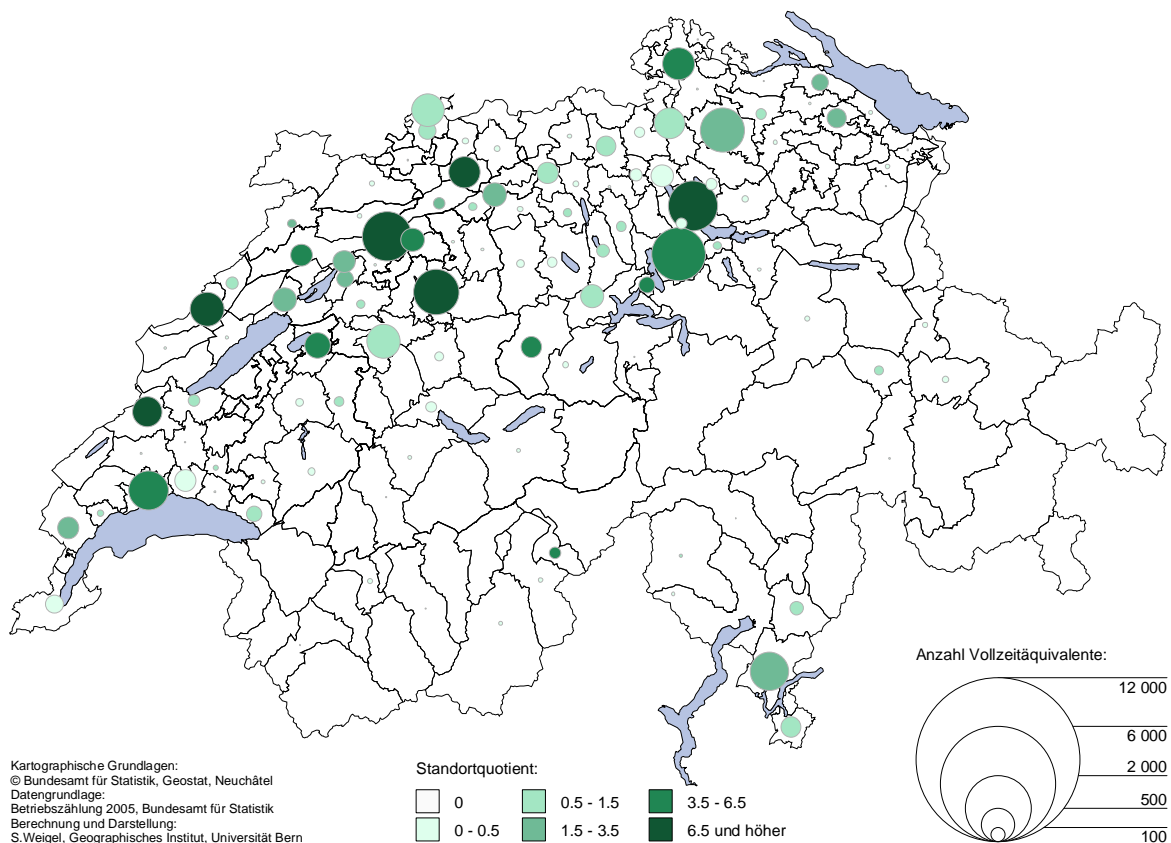 Anzahl Vollzeitäquivalente:
12 000
6 000
2 000
500
100
Kartographische Grundlagen:
© Bundesamt für Statistik, Geostat, Neuchâtel
Datengrundlage:
Betriebszählung 2005, Bundesamt für Statistik
Berechnung und Darstellung:
S.Weigel, Geographisches Institut, Universität Bern
Standortquotient:
0
0 - 0.5
0.5 - 1.5
1.5 - 3.5
3.5 - 6.5
6.5 und höher